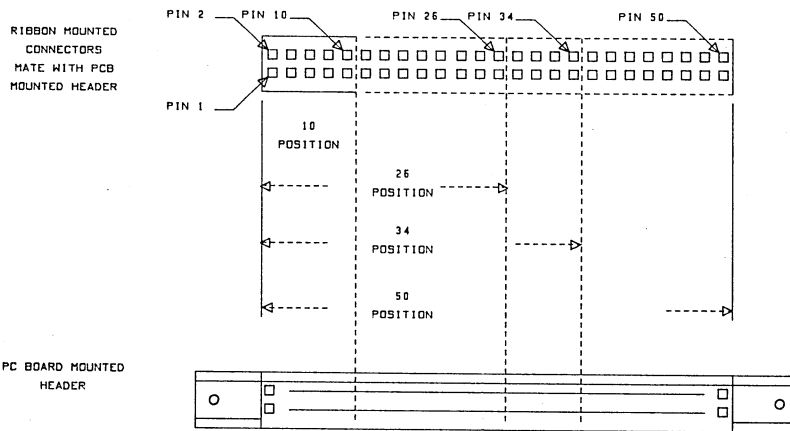 PIN 2
PIN 10
PIN 26
PIN 34
PIN 50
RIBBON MOUNTED
CONNECTORS
MATE WITH PCB
MOUNTED HEADER
PIN 1
10
POSITION
26
POSITION
34
POSITION
50
POSITION
PC BOARD MOUNTED
HEADER